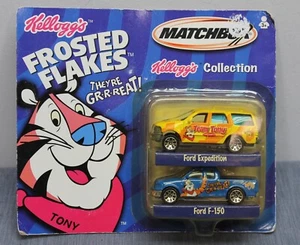 Kellogg's
FROSTED
FLAKES
THEY'RE
GR-R-REAT!
TONY
MATCHBOX
Kellogg's Collection
Ford Expedition
Ford F-150